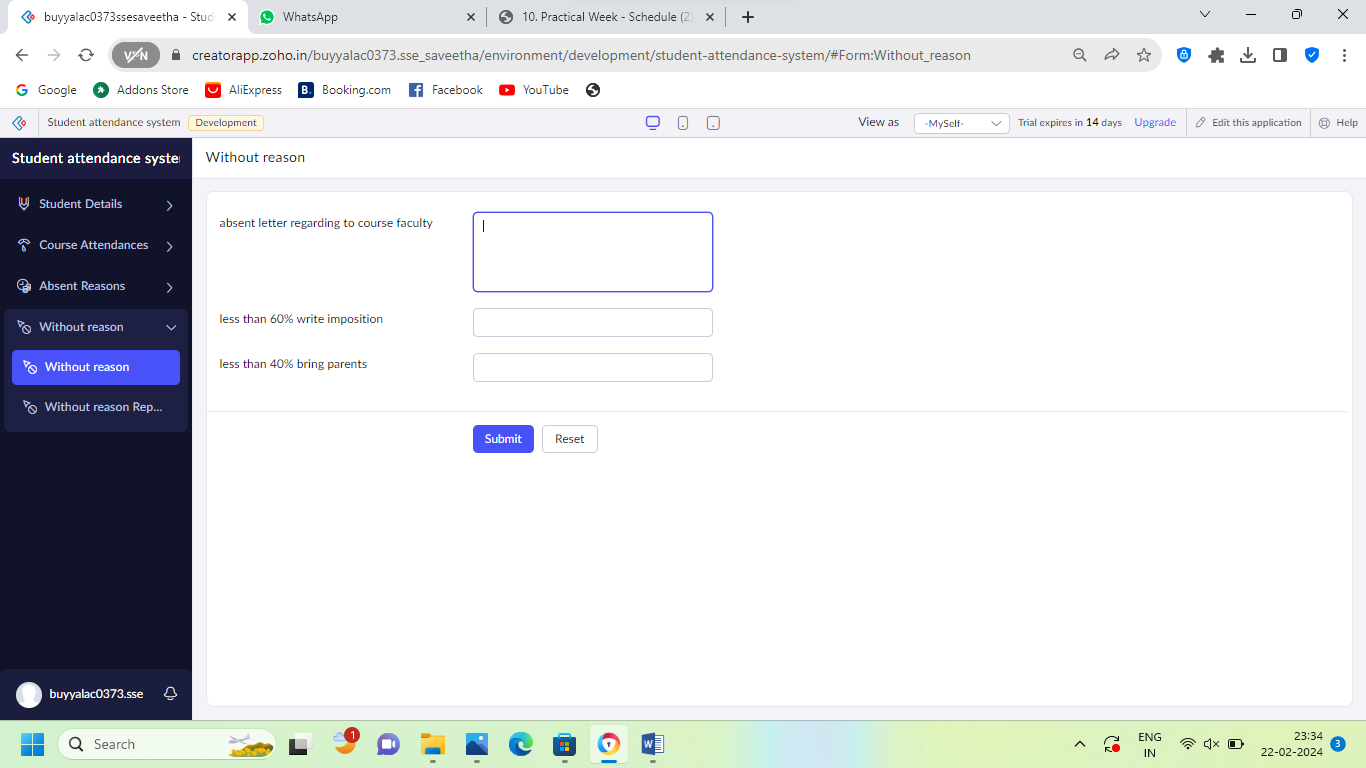 buyyalac0373ssesaveetha - Stud
WhatsApp
10. Practical Week - Schedule (2)
VPN
creatorapp.zoho.in/buyyalac0373.sse_saveetha/environment/development/student-attendance-system/#Form:Without_reason
Google
Addons Store
AliExpress
B.
Booking.com
Facebook
YouTube
Student attendance system
Development
View as
-MySelf-
Trial expires in 14 days
Upgrade
Edit this application
Help
Student attendance syste
Without reason
Student Details
Course Attendances
Absent Reasons
Without reason
Without reason
Without reason Rep...
absent letter regarding to course faculty
less than 60% write imposition
less than 40% bring parents
Submit
Reset
buyyalac0373.sse
Search
1
W
ENG
IN
23:34
22-02-2024
3